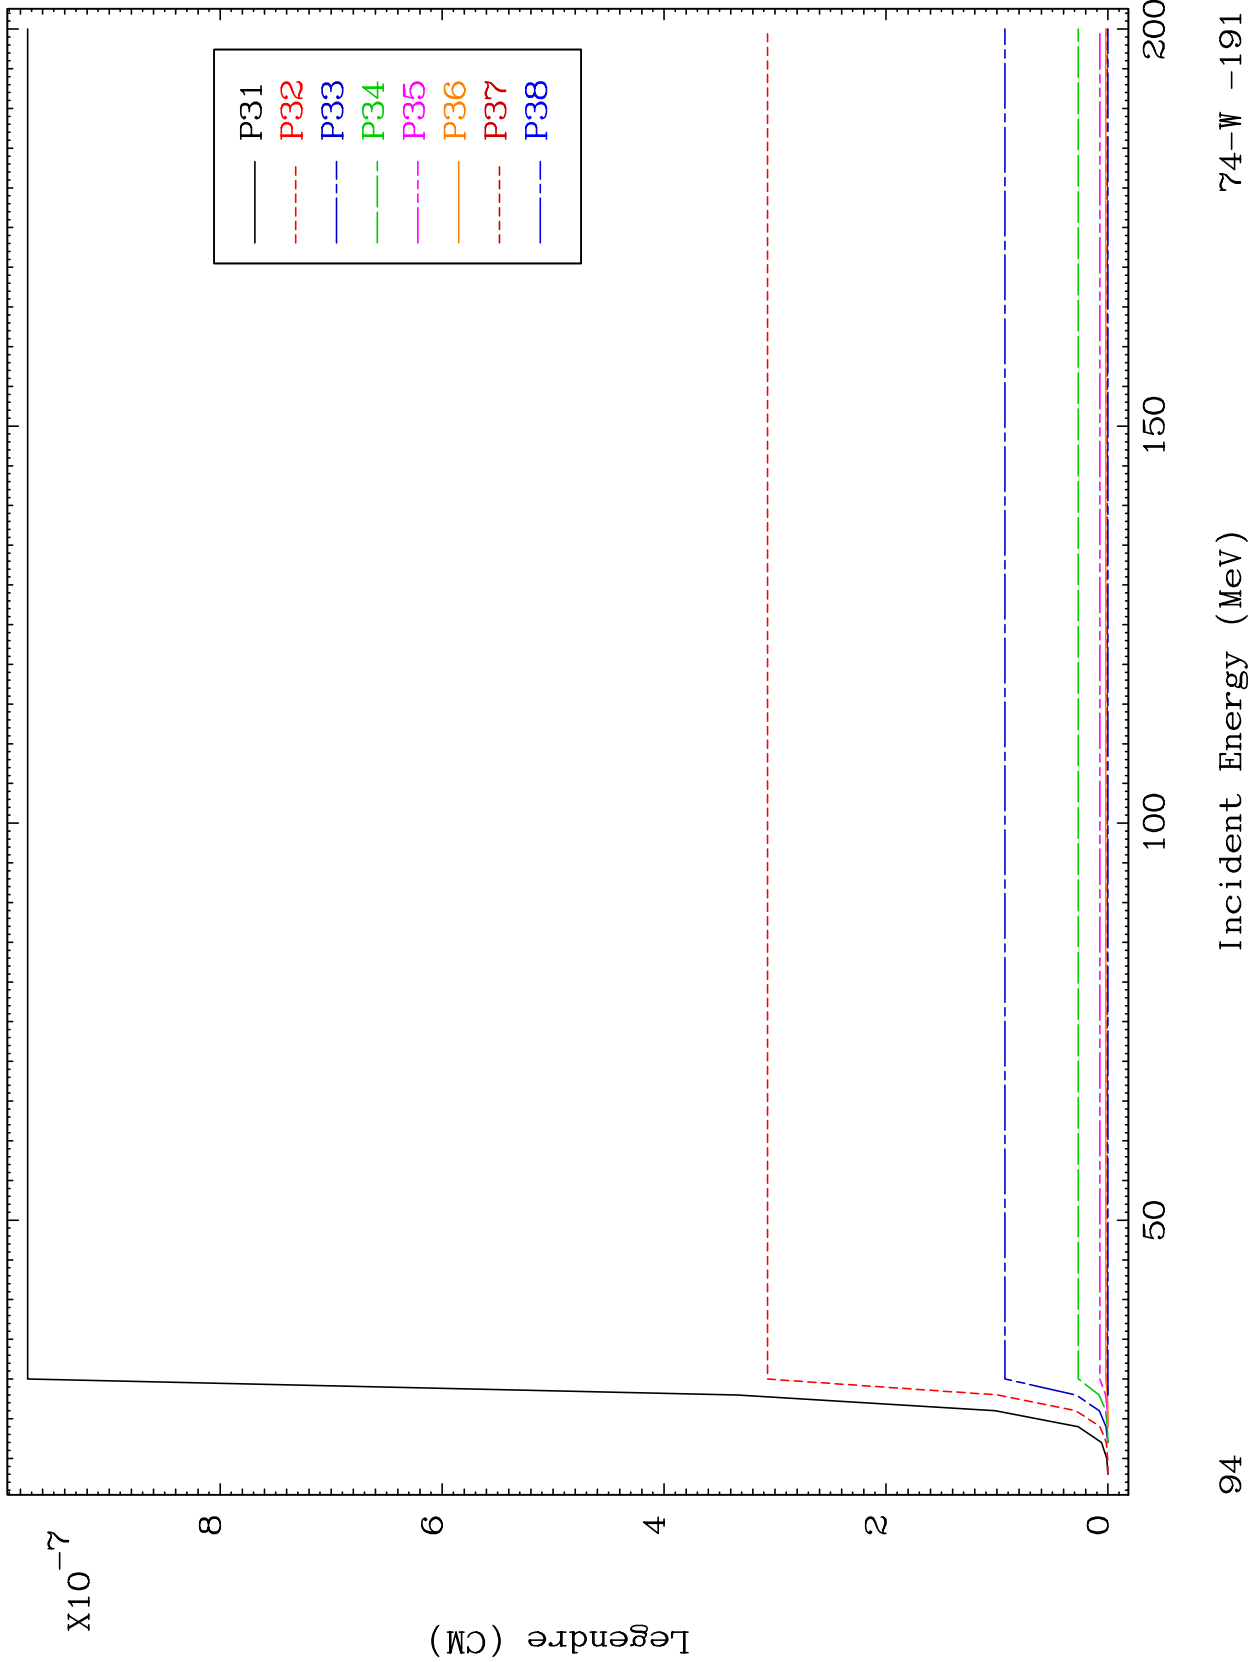 X10-7
8
6
4
2
0
Legendre (CM)
P31
P32
P33
P34
P35
P36
P37
P38
50
100
150
200
Incident Energy (MeV)
94
74-W -191